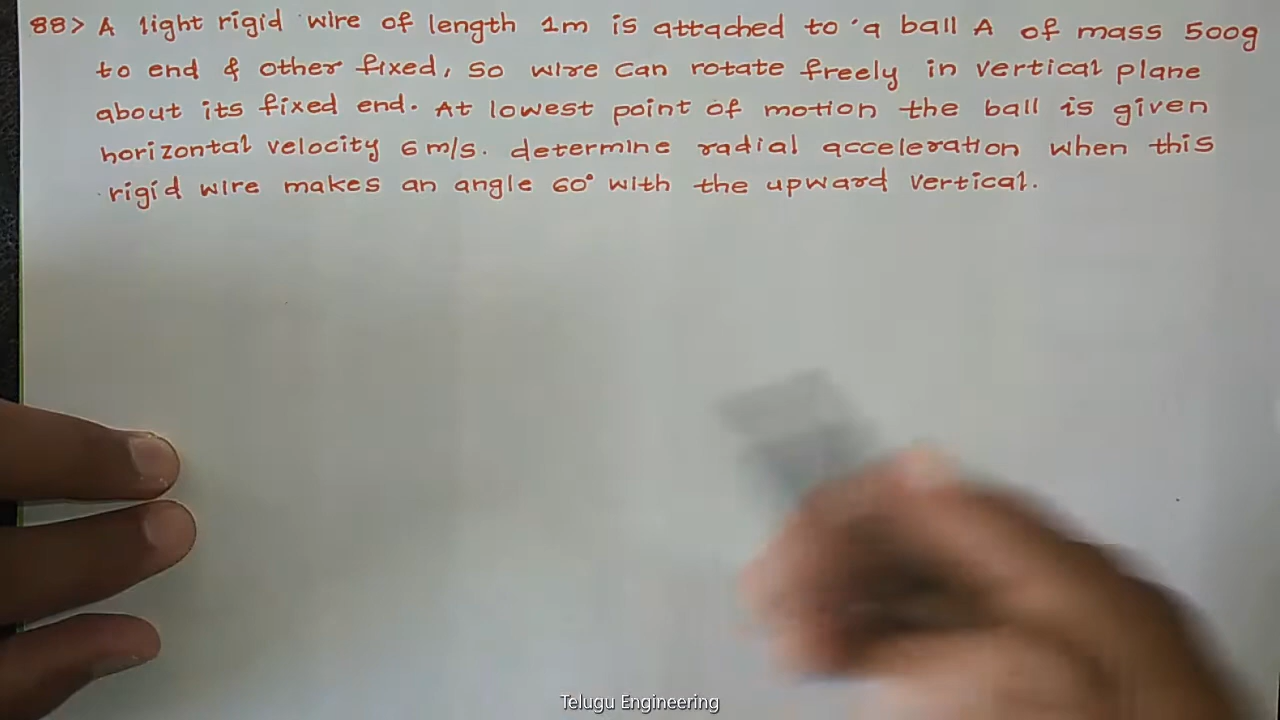 88> A light rigid wire of length 1m is attached to a ball A of mass 500g
to end & other fixed, so wire can rotate freely in vertical plane
about its fixed end. At lowest point of motion the ball is given
horizontal velocity 6 m/s. determine radial acceleration when this
rigid wire makes an angle 60° with the upward vertical.
Telugu Engineering